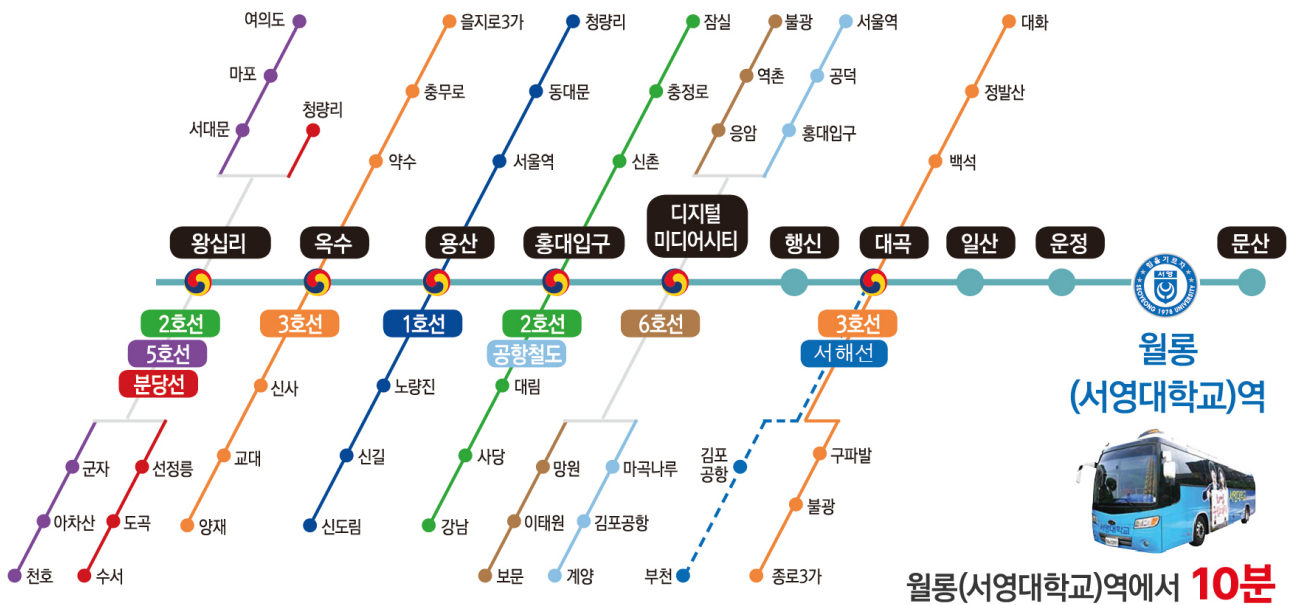 여의도
마포
서대문
청량리
을지로3가
충무로
약수
청량리
동대문
서울역
잠실
충정로
신촌
불광
역촌
응암
서울역
공덕
홍대입구
대화
정발산
백석
왕십리
옥수
용산
홍대입구
디지털
미디어시티
행신
대곡
일산
운정
문산
서영
SEOYEONG UNIVERSITY
1978
2호선
5호선
분당선
3호선
1호선
2호선
공항철도
6호선
3호선
서해선
월롱
(서영대학교)역
군자
아차산
천호
선정릉
도곡
수서
신사
교대
양재
노량진
신길
신도림
대림
사당
강남
망원
이태원
보문
마곡나루
김포공항
계양
김포
공항
부천
구파발
불광
종로3가
서영대학교
월롱(서영대학교)역에서 10분